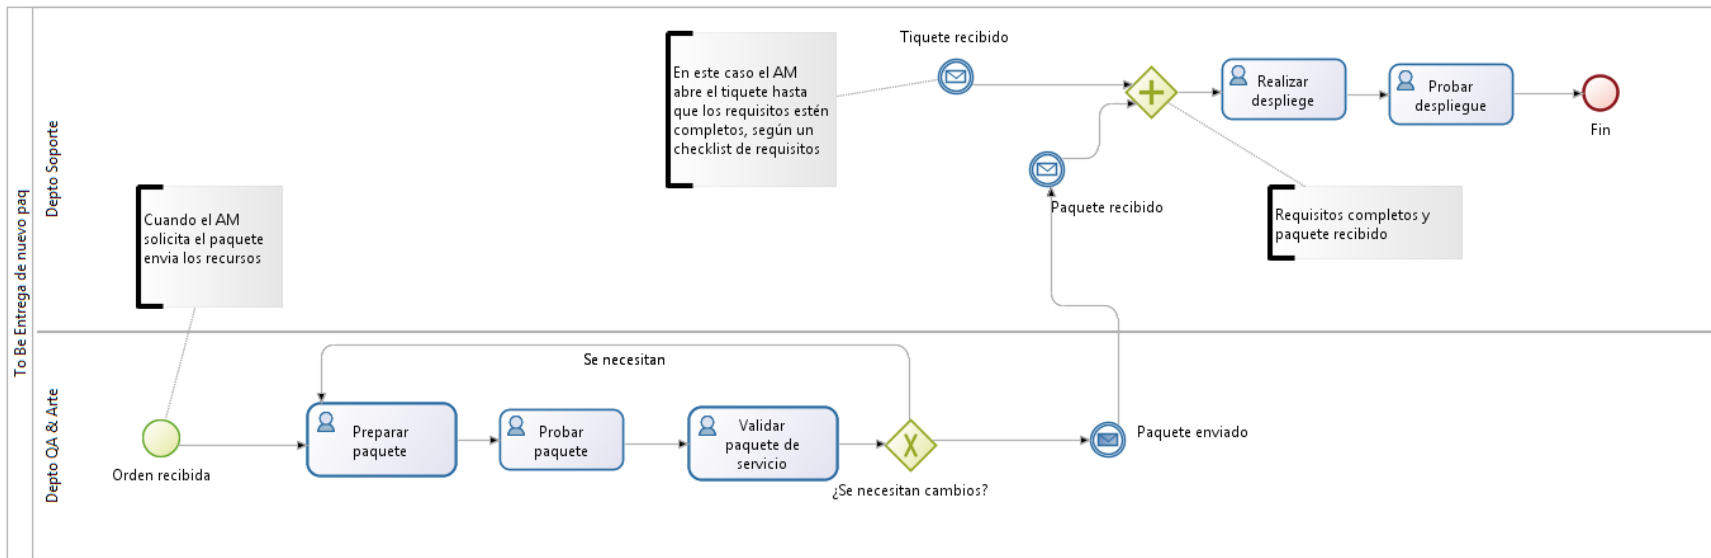 To Be Entrega de nuevo paq
Depto Soporte
En este caso el AM
abre el tiquete hasta
que los requisitos estén
completos, según un
checklist de requisitos
Tiquete recibido
Realizar
despliege
Probar
despliegue
Fin
Paquete recibido
Requisitos completos y
paquete recibido
Cuando el AM
solicita el paquete
envia los recursos
Depto QA & Arte
Se necesitan
Orden recibida
Preparar
paquete
Probar
paquete
Validar
paquete de
servicio
¿Se necesitan cambios?
Paquete enviado